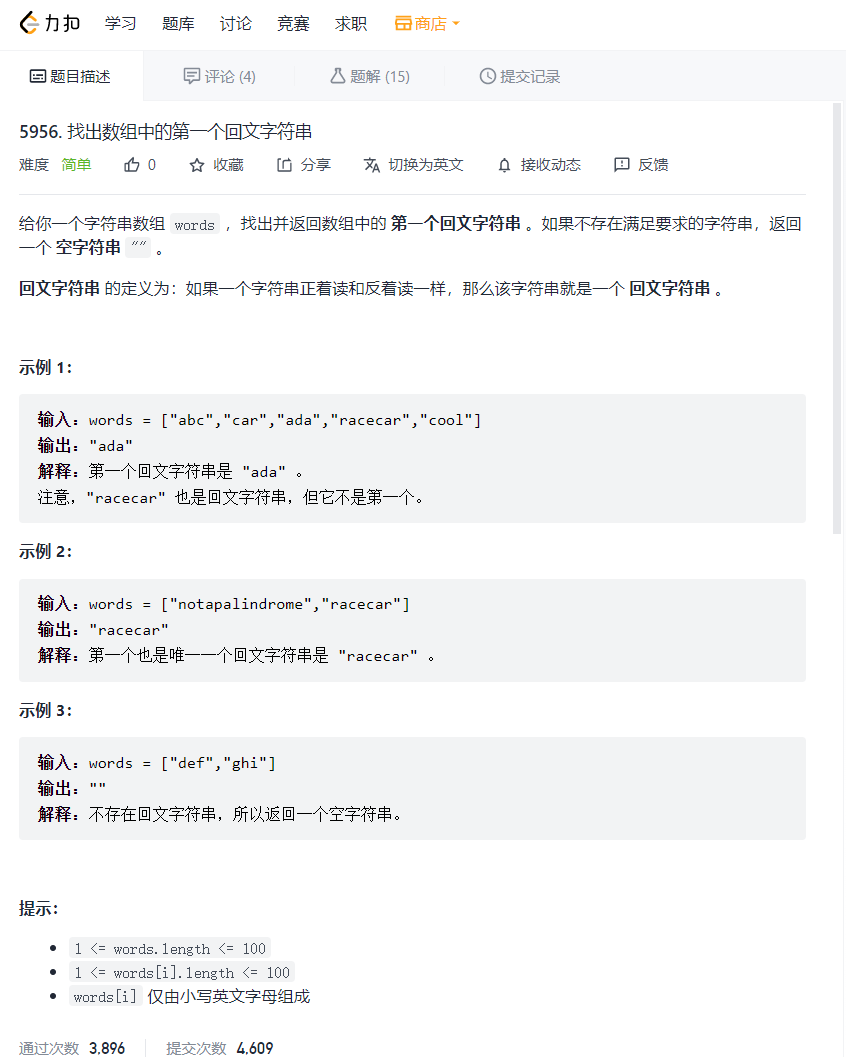 力扣 学习 题库 讨论 竞赛 求职 商店
题目描述 评论 (4) 题解 (15) 提交记录
5956. 找出数组中的第一个回文字符串
难度 简单 0 收藏 分享 切换为英文 接收动态 反馈
给你一个字符串数组 words ，找出并返回数组中的 第一个回文字符串 。如果不存在满足要求的字符串，返回
一个 空字符串 "" 。
回文字符串 的定义为：如果一个字符串正着读和反着读一样，那么该字符串就是一个 回文字符串 。
示例 1：
输入：words = ["abc","car","ada","racecar","cool"]
输出："ada"
解释：第一个回文字符串是 "ada" 。
注意，"racecar" 也是回文字符串，但它不是第一个。
示例 2：
输入：words = ["notapalindrome","racecar"]
输出："racecar"
解释：第一个也是唯一一个回文字符串是 "racecar" 。
示例 3：
输入：words = ["def","ghi"]
输出：""
解释：不存在回文字符串，所以返回一个空字符串。
提示：
1 <= words.length <= 100
1 <= words[i].length <= 100
words[i] 仅由小写英文字母组成
通过次数 3,896 提交次数 4,609